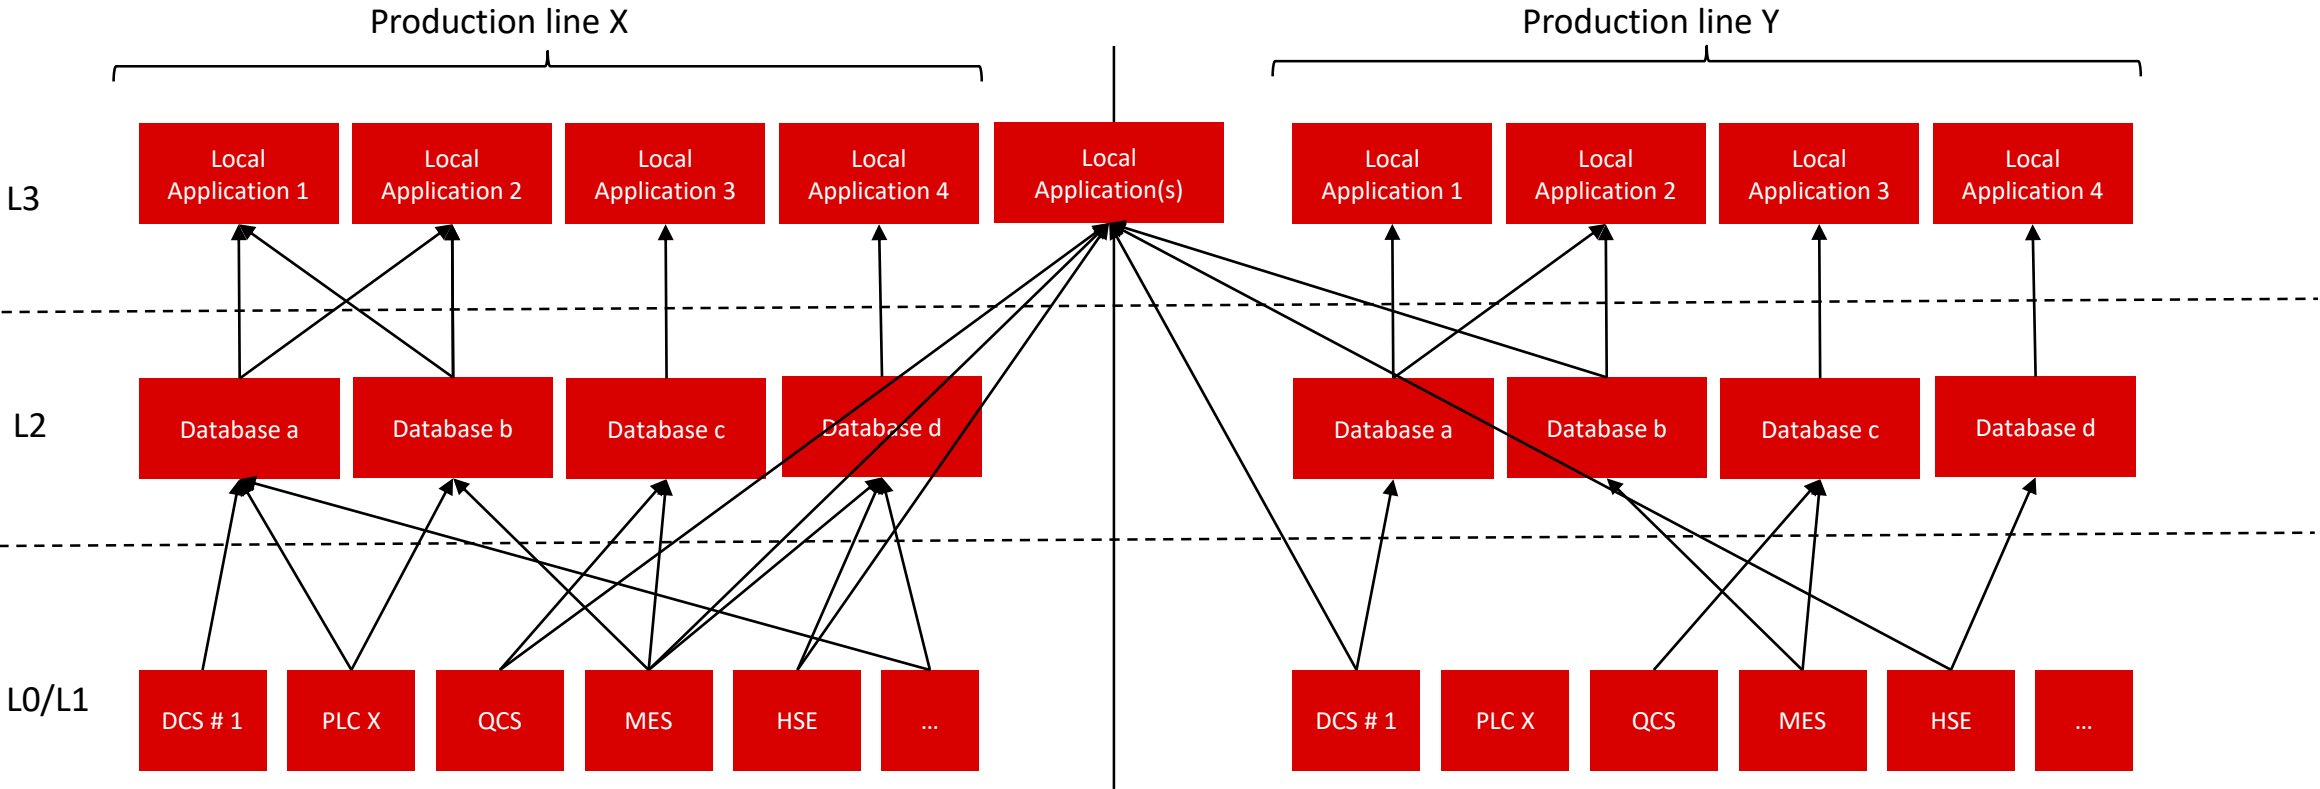 Production line X
Production line Y
L3
Local
Application 1
Local
Application 2
Local
Application 3
Local
Application 4
Local
Application(s)
Local
Application 1
Local
Application 2
Local
Application 3
Local
Application 4
L2
Database a
Database b
Database c
Database d
Database a
Database b
Database c
Database d
L0/L1
DCS # 1
PLC X
QCS
MES
HSE
...
DCS # 1
PLC X
QCS
MES
HSE
...